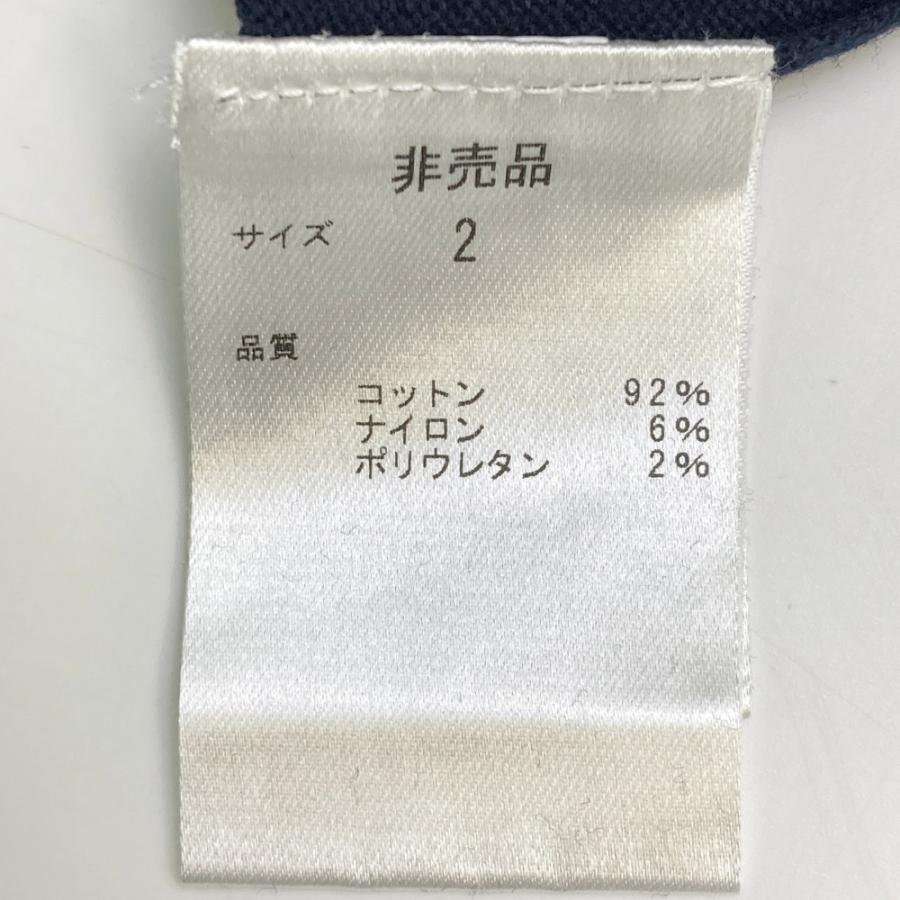 非売品
サイズ 2
品質
コットン 92%
ナイロン 6%
ポリウレタン 2%